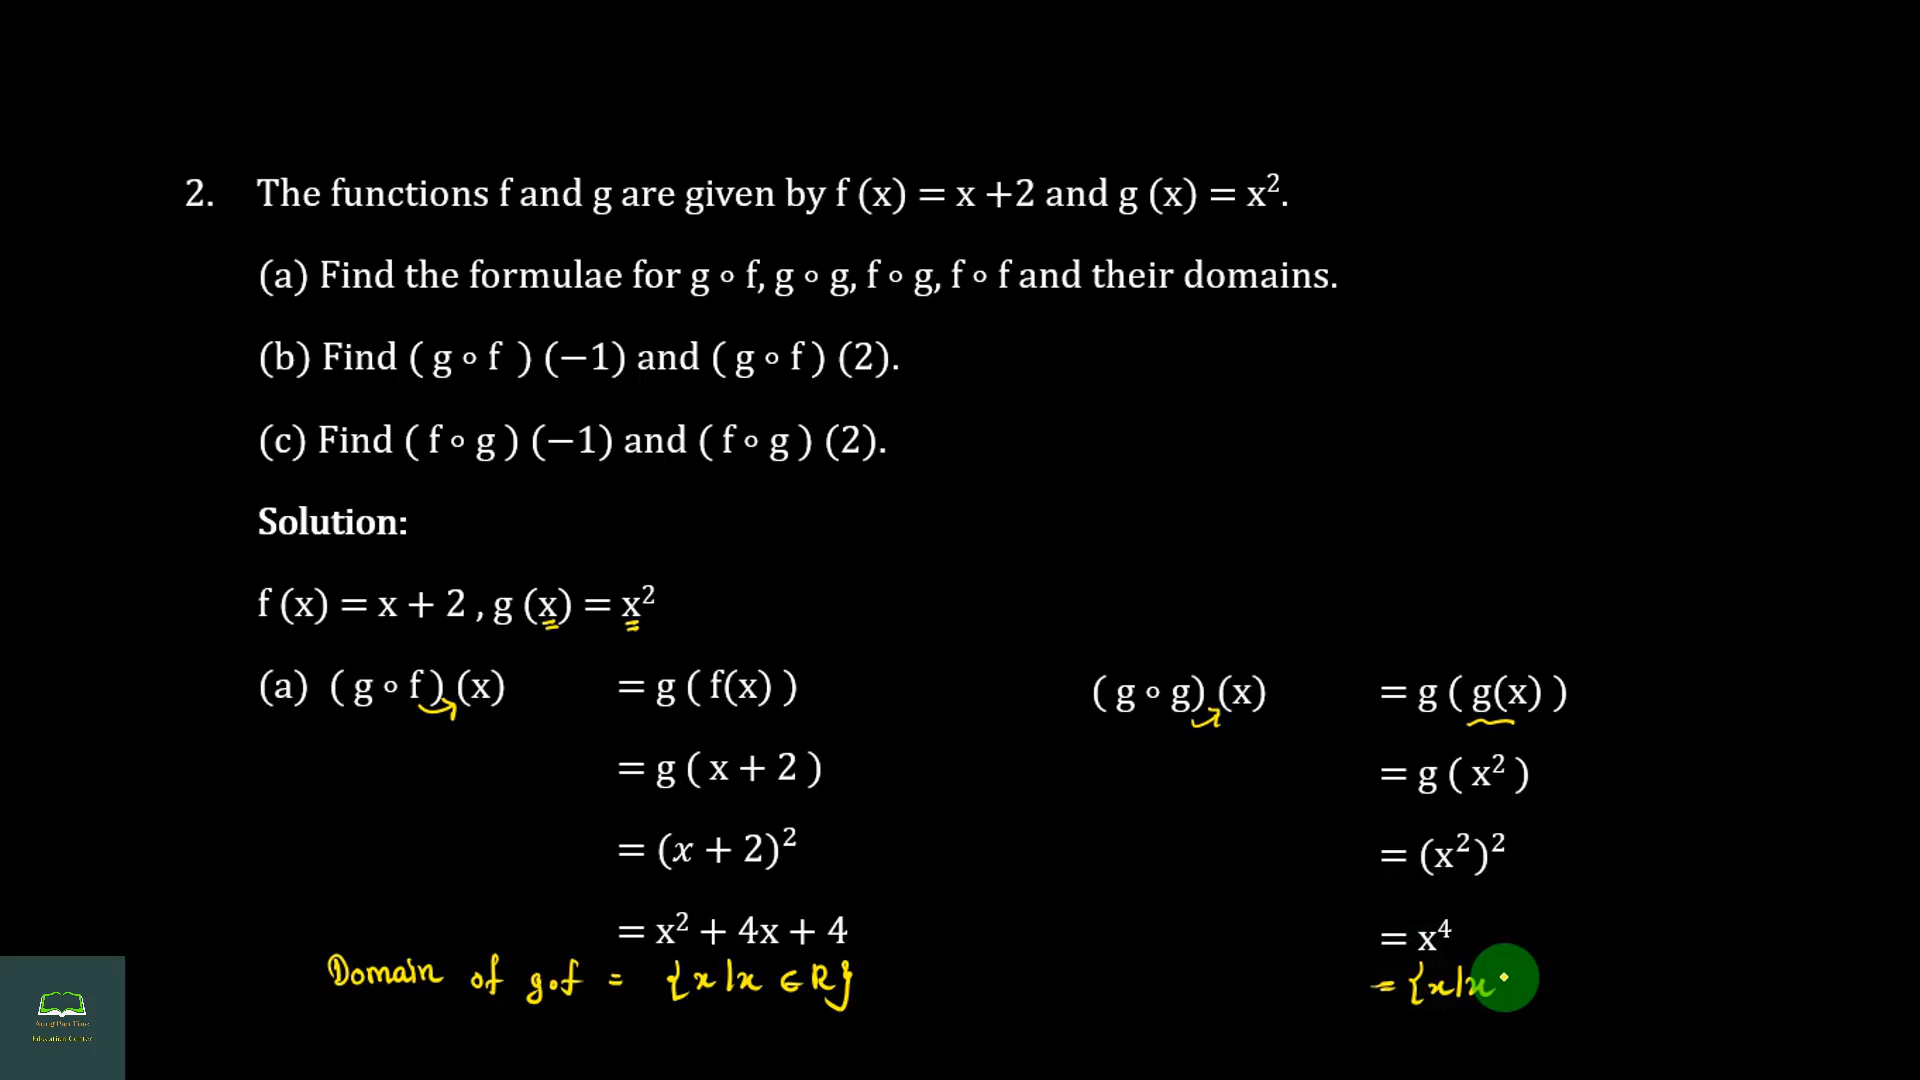 2. The functions f and g are given by f (x) = x +2 and g (x) = x².
(a) Find the formulae for g ∘ f, g ∘ g, f ∘ g, f ∘ f and their domains.
(b) Find ( g ∘ f ) (−1) and ( g ∘ f ) (2).
(c) Find ( f ∘ g ) (−1) and ( f ∘ g ) (2).
Solution:
f (x) = x + 2 , g (x) = x²
(a) ( g ∘ f ) (x) = g ( f(x) )
= g ( x + 2 )
= (x + 2)²
= x² + 4x + 4
Domain of g∘f = {x | x ∈ R}
( g ∘ g) (x) = g ( g(x) )
= g ( x² )
= (x²)²
= x⁴
= {x | x
Education Center